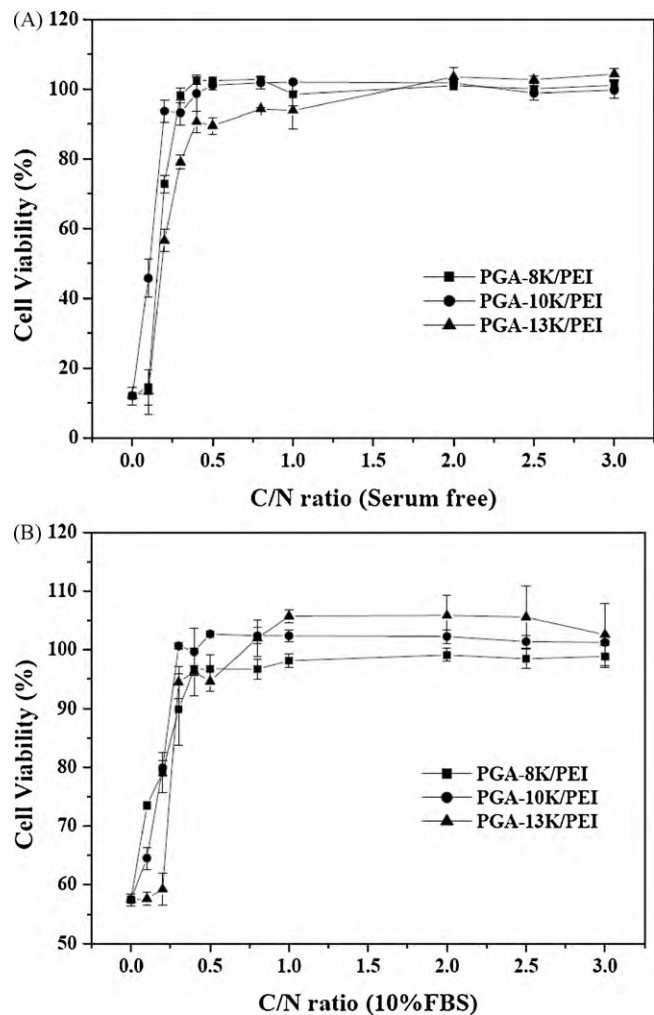 (A)
120
100
80
60
40
20
0
Cell Viability (%)
PGA-8K/PEI
PGA-10K/PEI
PGA-13K/PEI
0.0 0.5 1.0 1.5 2.0 2.5 3.0
C/N ratio (Serum free)
(B)
120
110
100
90
80
70
60
50
Cell Viability (%)
PGA-8K/PEI
PGA-10K/PEI
PGA-13K/PEI
0.0 0.5 1.0 1.5 2.0 2.5 3.0
C/N ratio (10%FBS)